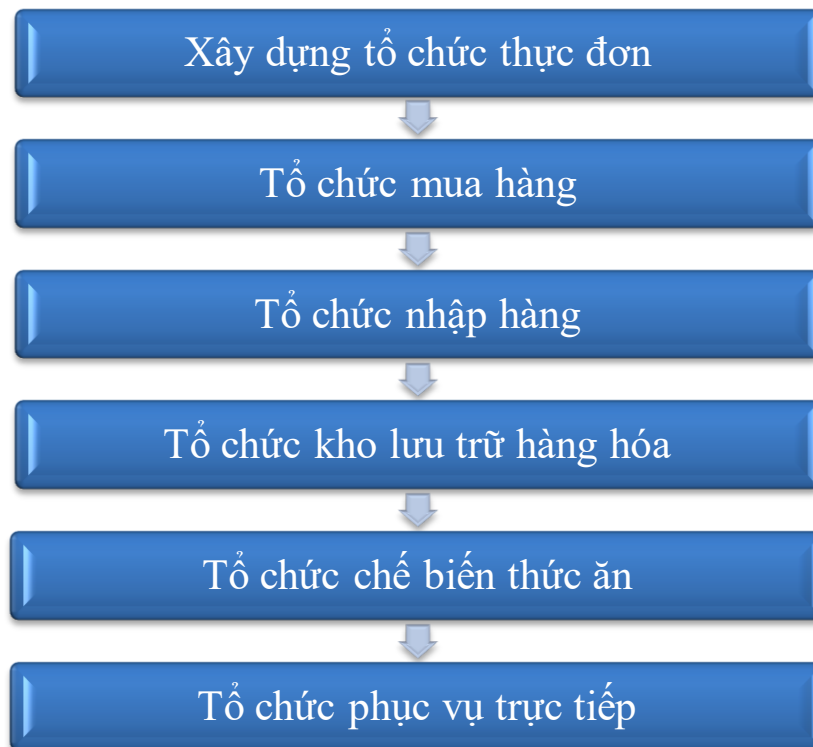 Xây dựng tổ chức thực đơn
Tổ chức mua hàng
Tổ chức nhập hàng
Tổ chức kho lưu trữ hàng hóa
Tổ chức chế biến thức ăn
Tổ chức phục vụ trực tiếp